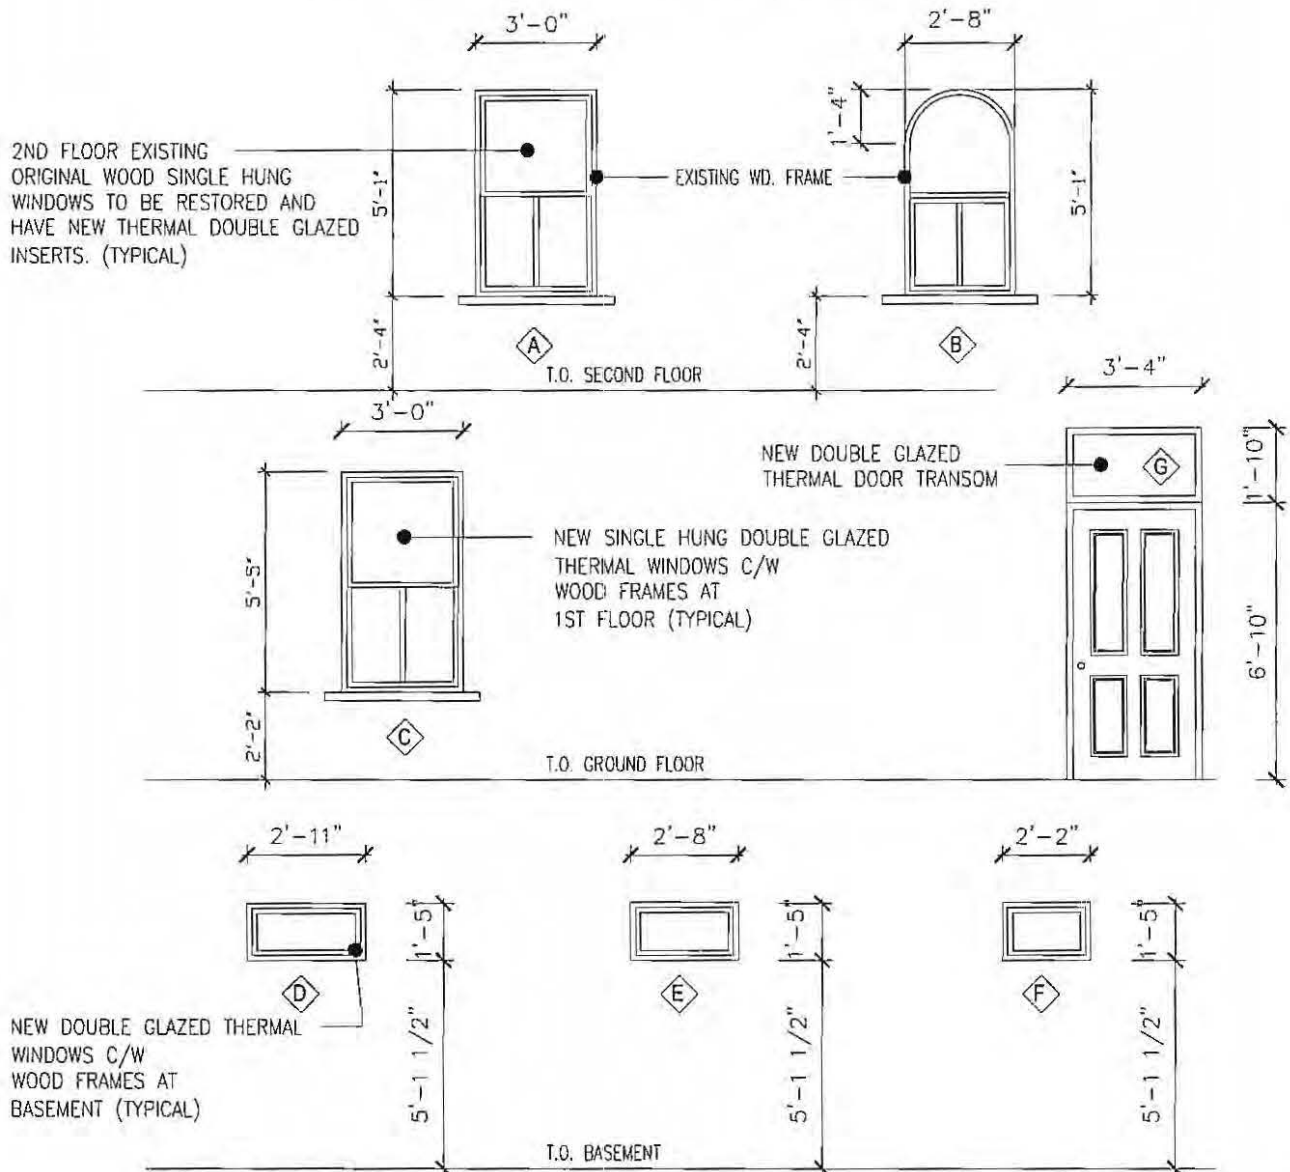 3'-0"
2'-8"
1'-4"
2ND FLOOR EXISTING
ORIGINAL WOOD SINGLE HUNG
WINDOWS TO BE RESTORED AND
HAVE NEW THERMAL DOUBLE GLAZED
INSERTS. (TYPICAL)
5'-1"
EXISTING WD. FRAME
5'-1"
2'-4"
A
2'-4"
B
T.O. SECOND FLOOR
3'-4"
3'-0"
NEW DOUBLE GLAZED
THERMAL DOOR TRANSOM
G
1'-10"
5'-5"
NEW SINGLE HUNG DOUBLE GLAZED
THERMAL WINDOWS C/W
WOOD FRAMES AT
1ST FLOOR (TYPICAL)
6'-10"
2'-2"
C
T.O. GROUND FLOOR
2'-11"
2'-8"
2'-2"
1'-5"
1'-5"
1'-5"
D
E
F
NEW DOUBLE GLAZED THERMAL
WINDOWS C/W
WOOD FRAMES AT
BASEMENT (TYPICAL)
5'-1 1/2"
5'-1 1/2"
5'-1 1/2"
T.O. BASEMENT